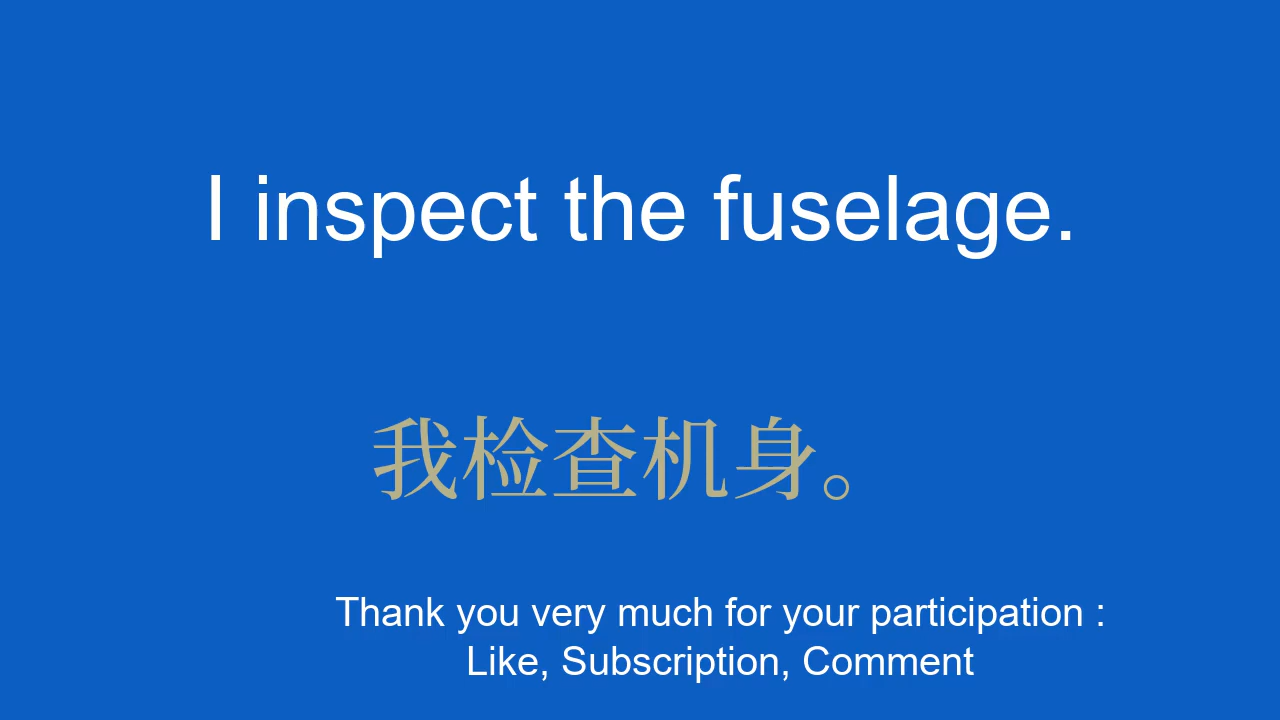 I inspect the fuselage.
我检查机身。
Thank you very much for your participation :
Like, Subscription, Comment